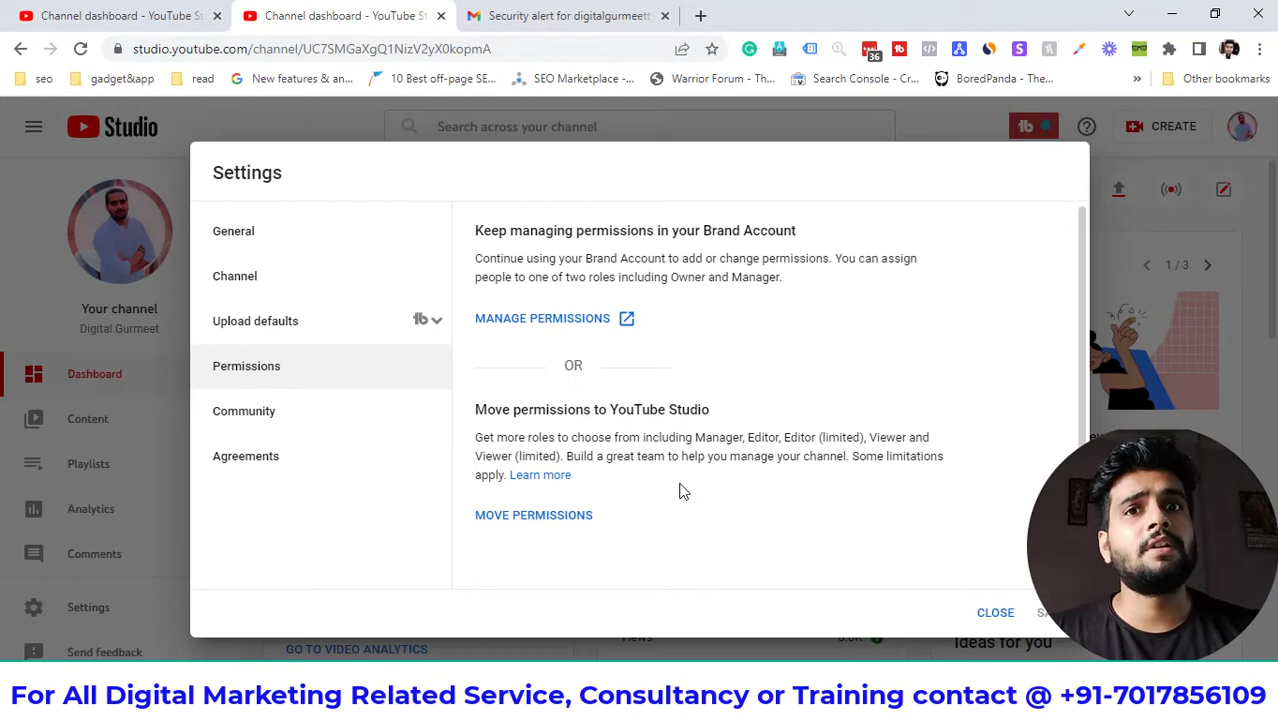 Channel dashboard - YouTube St
Channel dashboard - YouTube St
Security alert for digitalgurmeett
studio.youtube.com/channel/UC7SMGaXgQ1NizV2yX0kopmA
36
seo
gadget&app
read
New features & an...
10 Best off-page SE...
SEO Marketplace -...
Warrior Forum - Th...
Search Console - Cr...
BoredPanda - The...
Other bookmarks
Studio
Search across your channel
CREATE
Your channel
Digital Gurmeet
Dashboard
Content
Playlists
Analytics
Comments
Settings
Send feedback
Settings
General
Channel
Upload defaults
Permissions
Community
Agreements
Keep managing permissions in your Brand Account
Continue using your Brand Account to add or change permissions. You can assign
people to one of two roles including Owner and Manager.
MANAGE PERMISSIONS
OR
Move permissions to YouTube Studio
Get more roles to choose from including Manager, Editor, Editor (limited), Viewer and
Viewer (limited). Build a great team to help you manage your channel. Some limitations
apply. Learn more
MOVE PERMISSIONS
CLOSE
1 / 3
GO TO VIDEO ANALYTICS
Views
Ideas for you
For All Digital Marketing Related Service, Consultancy or Training contact @ +91-7017856109